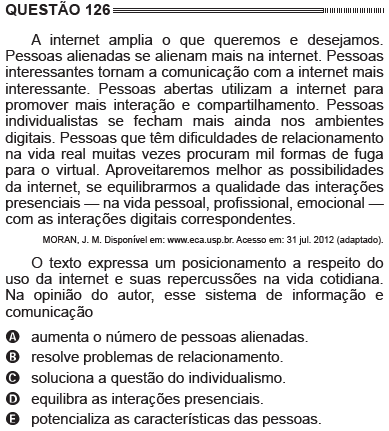 QUESTÃO 126
A internet amplia o que queremos e desejamos.
Pessoas alienadas se alienam mais na internet. Pessoas
interessantes tornam a comunicação com a internet mais
interessante. Pessoas abertas utilizam a internet para
promover mais interação e compartilhamento. Pessoas
individualistas se fecham mais ainda nos ambientes
digitais. Pessoas que têm dificuldades de relacionamento
na vida real muitas vezes procuram mil formas de fuga
para o virtual. Aproveitaremos melhor as possibilidades
da internet, se equilibrarmos a qualidade das interações
presenciais — na vida pessoal, profissional, emocional —
com as interações digitais correspondentes.
MORAN, J. M. Disponível em: www.eca.usp.br. Acesso em: 31 jul. 2012 (adaptado).
O texto expressa um posicionamento a respeito do
uso da internet e suas repercussões na vida cotidiana.
Na opinião do autor, esse sistema de informação e
comunicação
A aumenta o número de pessoas alienadas.
B resolve problemas de relacionamento.
C soluciona a questão do individualismo.
D equilibra as interações presenciais.
E potencializa as características das pessoas.